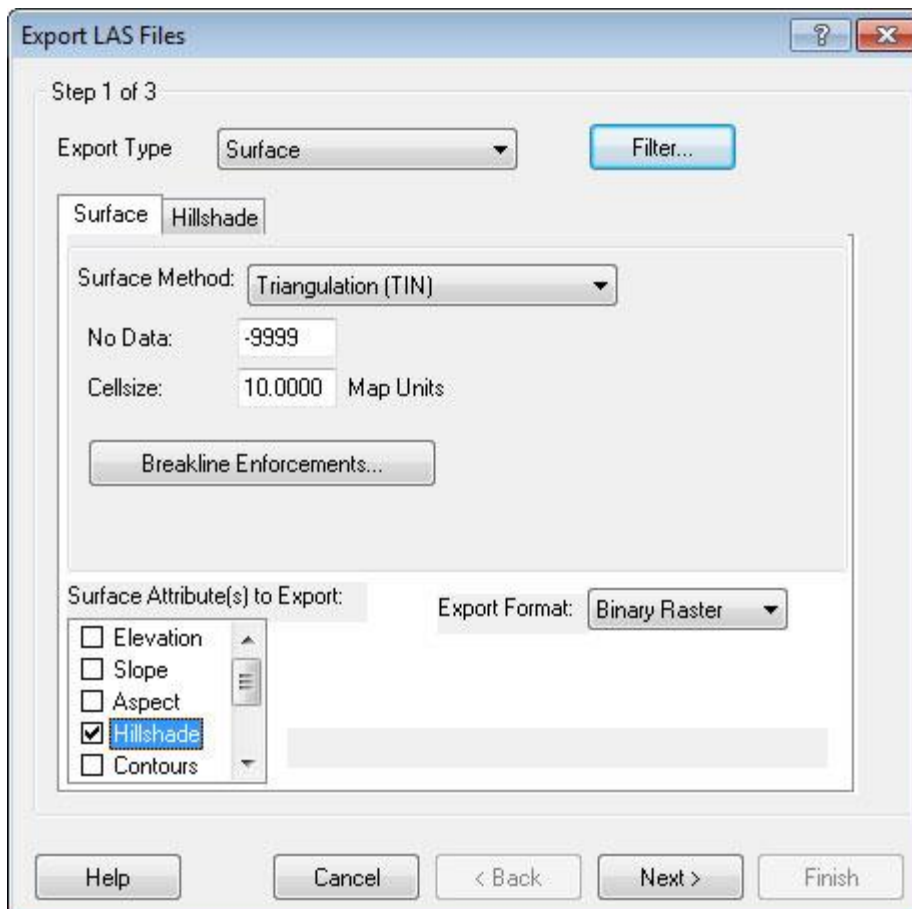 Export LAS Files
Step 1 of 3
Export Type Surface Filter...
Surface Hillshade
Surface Method: Triangulation (TIN)
No Data: -9999
Cellsize: 10.0000 Map Units
Breakline Enforcements...
Surface Attribute(s) to Export: Export Format: Binary Raster
Elevation
Slope
Aspect
Hillshade
Contours
Help Cancel < Back Next > Finish